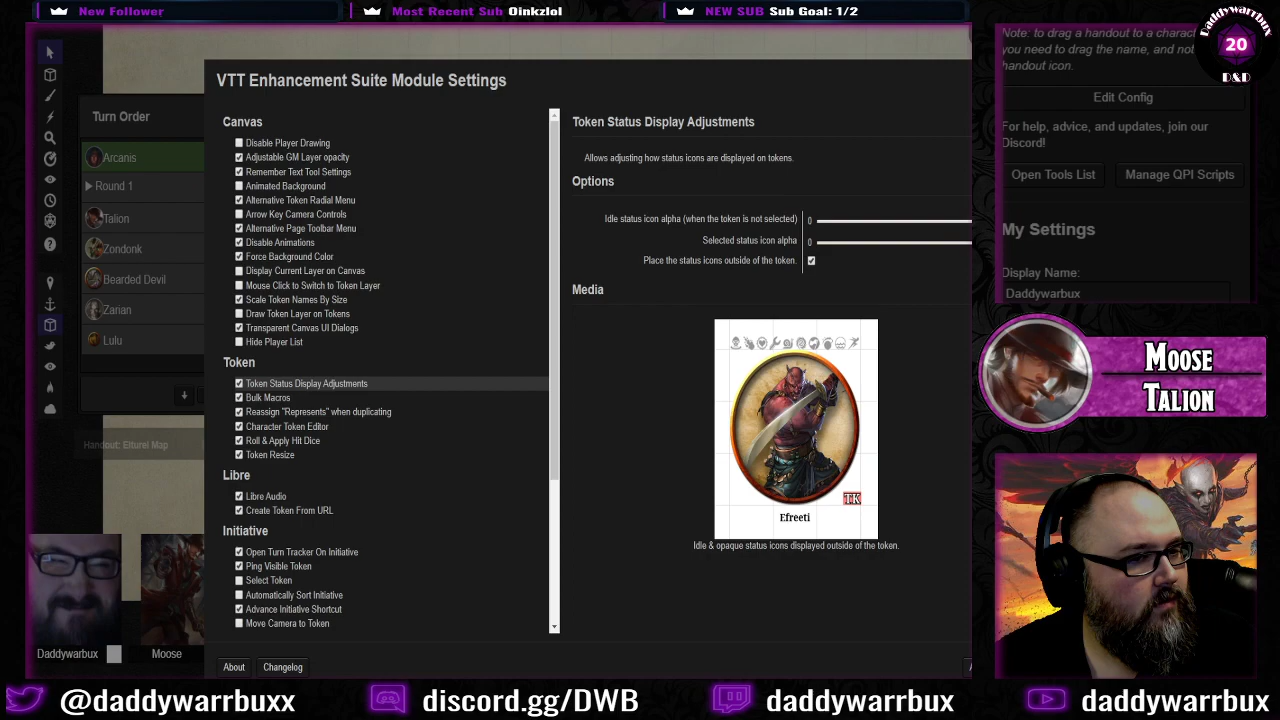 New Follower
Most Recent Sub Oinkzlol
NEW SUB Sub Goal: 1/2
Daddywarrbux
20
D&D
Turn Order
Arcanis
Round 1
Talion
Zondonk
Bearded Devil
Zarian
Lulu
Handout: Elturel Map
Daddywarbux
Moose
VTT Enhancement Suite Module Settings
Canvas
Disable Player Drawing
Adjustable GM Layer opacity
Remember Text Tool Settings
Animated Background
Alternative Token Radial Menu
Arrow Key Camera Controls
Alternative Page Toolbar Menu
Disable Animations
Force Background Color
Display Current Layer on Canvas
Mouse Click to Switch to Token Layer
Scale Token Names By Size
Draw Token Layer on Tokens
Transparent Canvas UI Dialogs
Hide Player List
Token
Token Status Display Adjustments
Bulk Macros
Reassign "Represents" when duplicating
Character Token Editor
Roll & Apply Hit Dice
Token Resize
Libre
Libre Audio
Create Token From URL
Initiative
Open Turn Tracker On Initiative
Ping Visible Token
Select Token
Automatically Sort Initiative
Advance Initiative Shortcut
Move Camera to Token
About
Changelog
Token Status Display Adjustments
Allows adjusting how status icons are displayed on tokens.
Options
Idle status icon alpha (when the token is not selected)
0
Selected status icon alpha
0
Place the status icons outside of the token.
Media
TK
Efreeti
Idle & opaque status icons displayed outside of the token.
Note: to drag a handout to a charac
you need to drag the name, and not
handout icon.
Edit Config
For help, advice, and updates, join our
Discord!
Open Tools List
Manage QPI Scripts
My Settings
Display Name:
Daddywarbux
Moose
Talion
@daddywarrbuxx
discord.gg/DWB
daddywarrbux
daddywarrbux